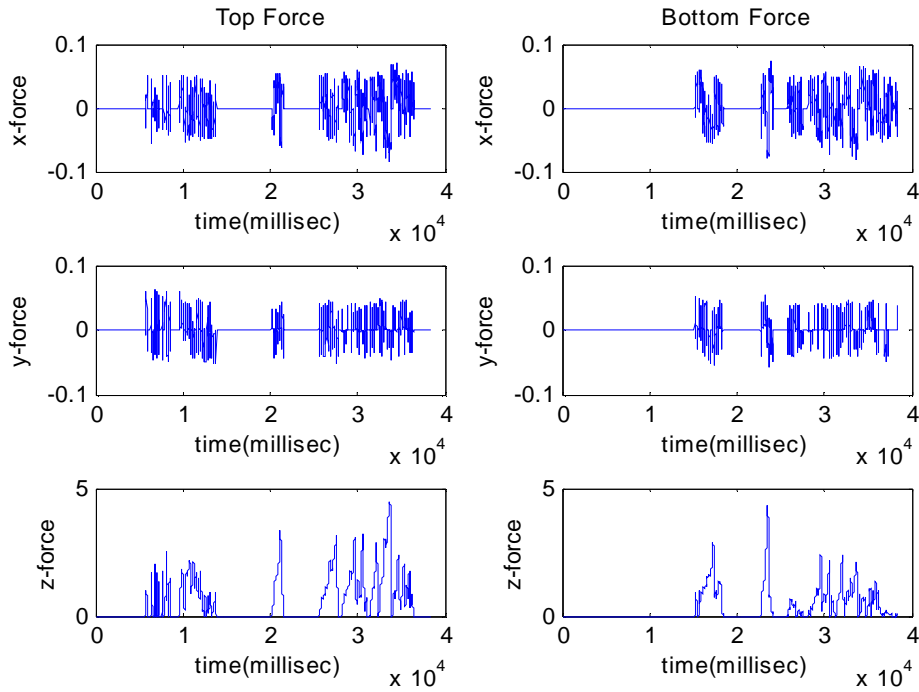 Top Force
Bottom Force
0.1
0
-0.1
x-force
0 1 2 3 4
time(millisec)
x 10^4
0.1
0
-0.1
x-force
0 1 2 3 4
time(millisec)
x 10^4
0.1
0
-0.1
y-force
0 1 2 3 4
time(millisec)
x 10^4
0.1
0
-0.1
y-force
0 1 2 3 4
time(millisec)
x 10^4
5
0
z-force
0 1 2 3 4
time(millisec)
x 10^4
5
0
z-force
0 1 2 3 4
time(millisec)
x 10^4